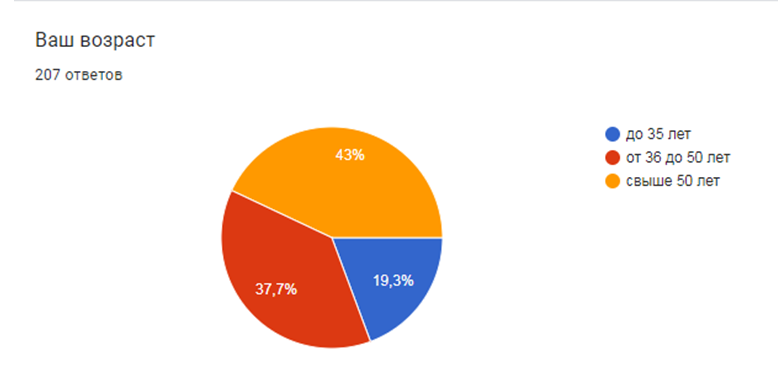 Ваш возраст
207 ответов
до 35 лет
от 36 до 50 лет
свыше 50 лет
43%
37,7%
19,3%